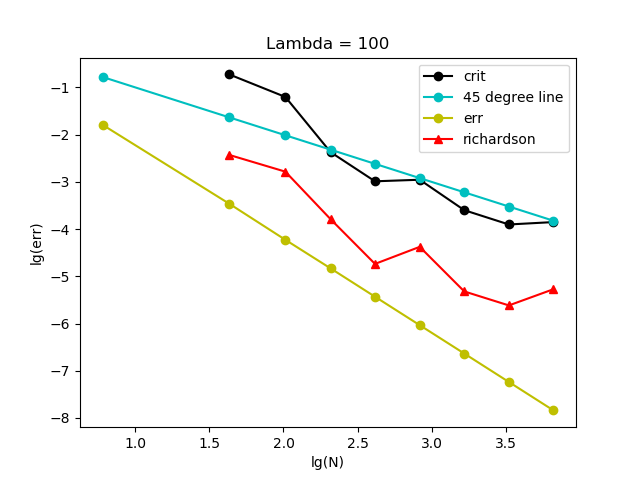 Lambda = 100
crit
45 degree line
err
richardson
−1
−2
−3
−4
−5
−6
−7
−8
lg(err)
1.0 1.5 2.0 2.5 3.0 3.5
lg(N)